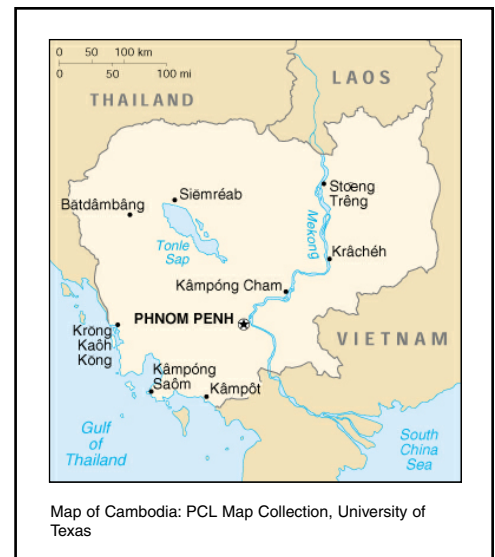 0 50 100 km
0 50 100 mi
THAILAND
LAOS
Siĕmréab
Bătdâmbâng
Stœng
Trêng
Tonle
Sap
Mekong
Krâchéh
Kâmpóng Cham
PHNOM PENH
Krŏng
Kaôh
Kŏng
VIETNAM
Kâmpóng
Saôm
Kâmpôt
Gulf
of
Thailand
South
China
Sea
Map of Cambodia: PCL Map Collection, University of
Texas